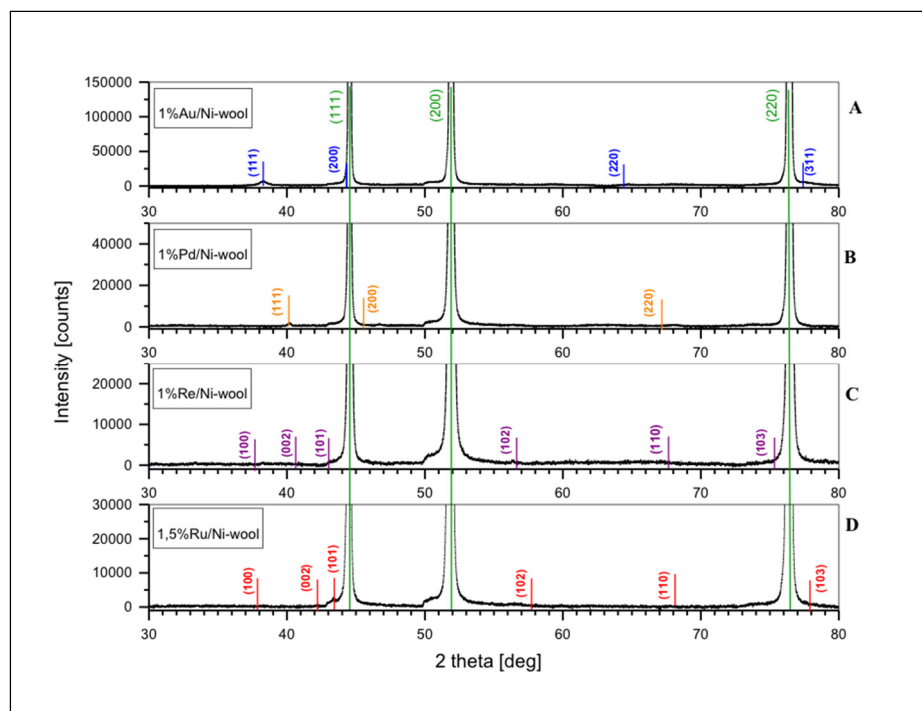 150000
100000
50000
0
1%Au/Ni-wool
(111)
(200)
(220)
(111)
(200)
(220)
(311)
A
30 40 50 60 70 80
40000
20000
0
1%Pd/Ni-wool
(111)
(200)
(220)
B
30 40 50 60 70 80
20000
10000
0
1%Re/Ni-wool
(100)
(002)
(101)
(102)
(110)
(103)
C
30 40 50 60 70 80
30000
20000
10000
0
1,5%Ru/Ni-wool
(100)
(002)
(101)
(102)
(110)
(103)
D
30 40 50 60 70 80
Intensity [counts]
2 theta [deg]